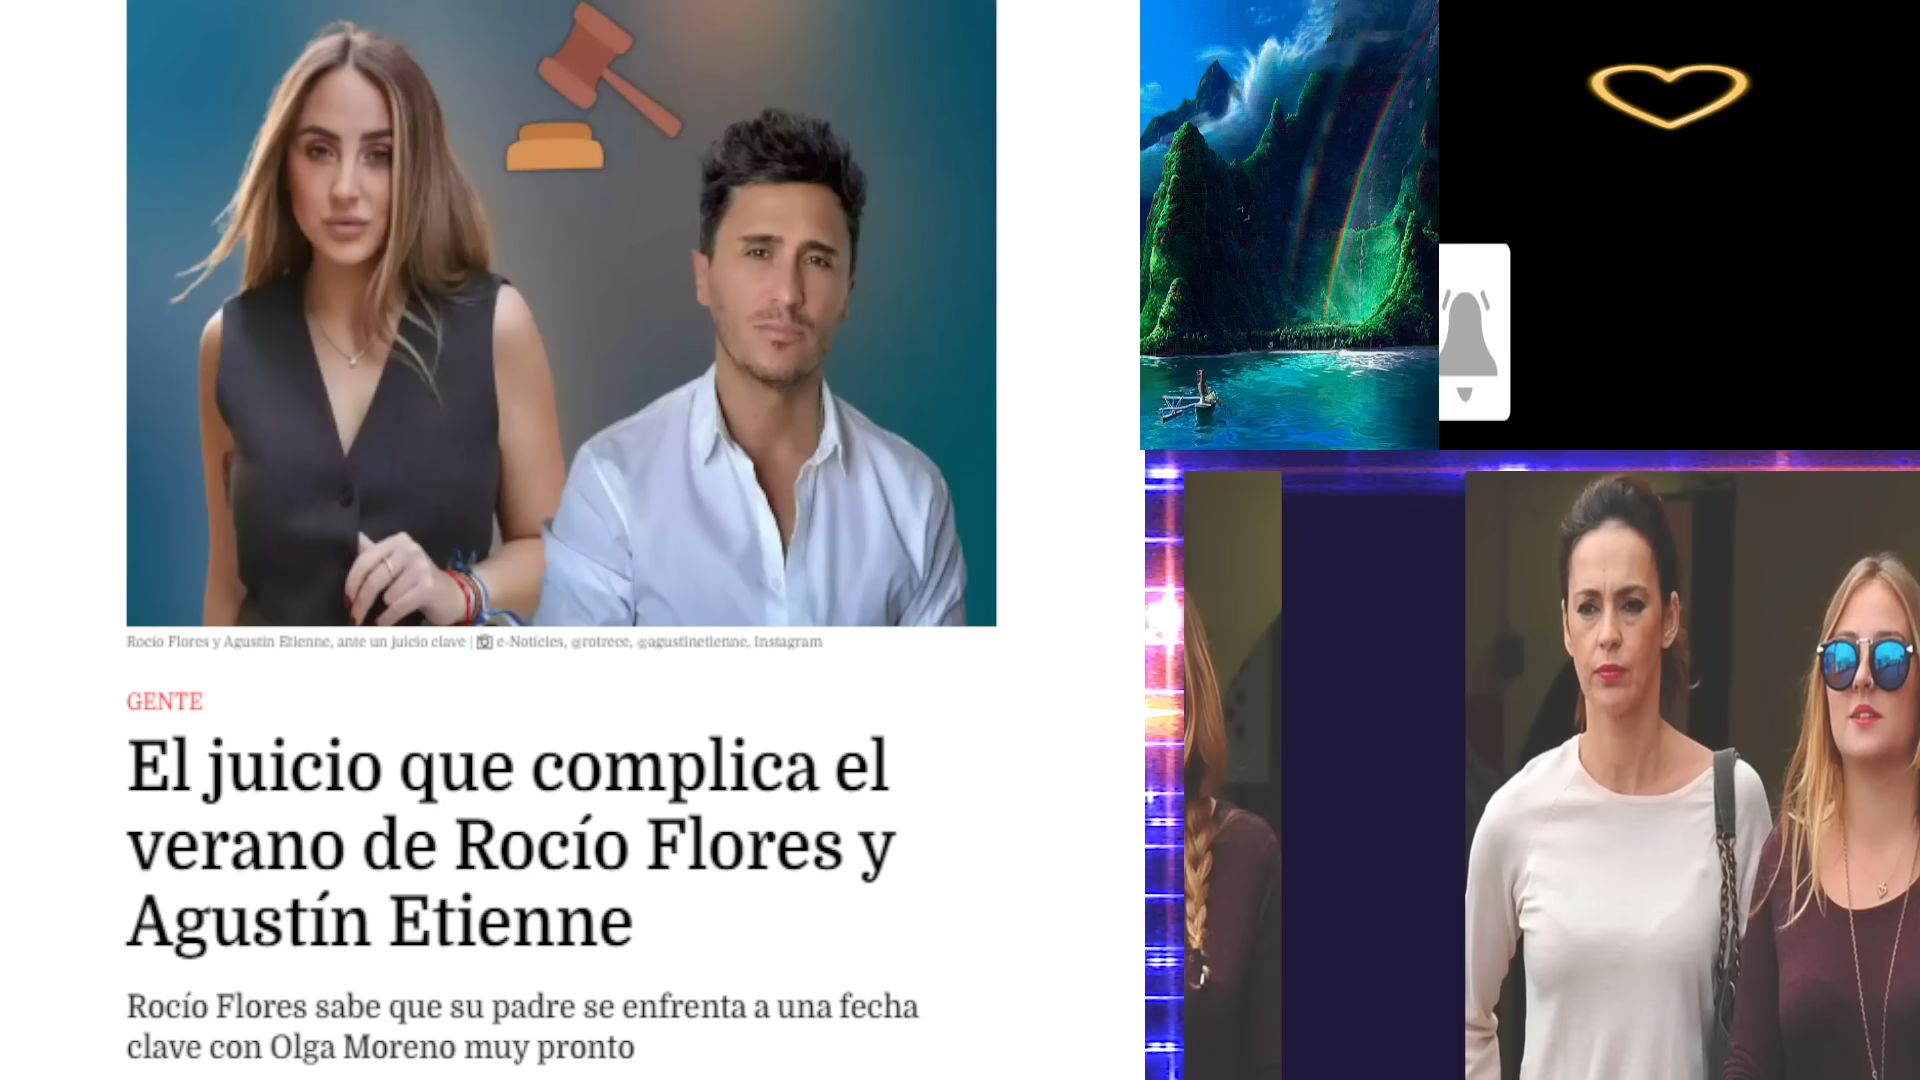 Rocío Flores y Agustín Etienne, ante un juicio clave | e-Notícies, @rotrece, @agustinetienne, Instagram
GENTE
El juicio que complica el
verano de Rocío Flores y
Agustín Etienne
Rocío Flores sabe que su padre se enfrenta a una fecha
clave con Olga Moreno muy pronto